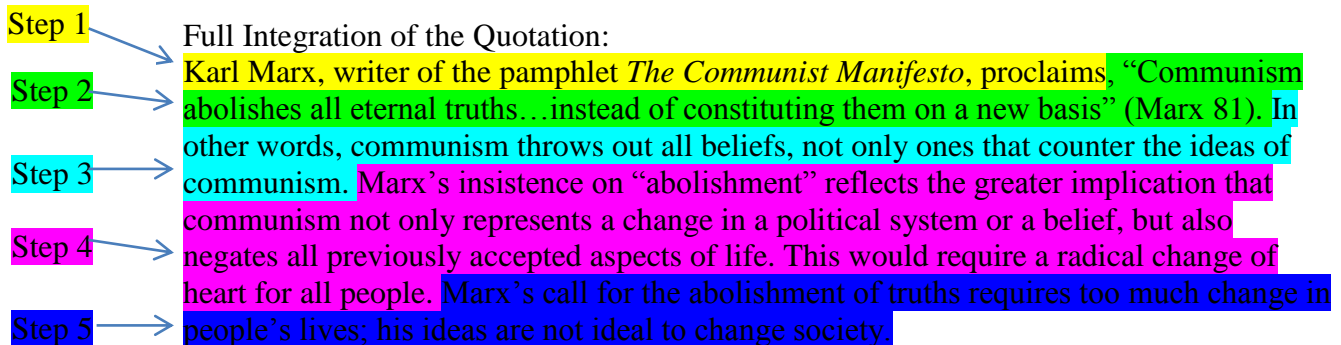 Step 1
Full Integration of the Quotation:
Karl Marx, writer of the pamphlet The Communist Manifesto, proclaims, “Communism
Step 2
abolishes all eternal truths…instead of constituting them on a new basis” (Marx 81). In
other words, communism throws out all beliefs, not only ones that counter the ideas of
Step 3
communism. Marx’s insistence on “abolishment” reflects the greater implication that
communism not only represents a change in a political system or a belief, but also
Step 4
negates all previously accepted aspects of life. This would require a radical change of
heart for all people. Marx’s call for the abolishment of truths requires too much change in
Step 5
people’s lives; his ideas are not ideal to change society.